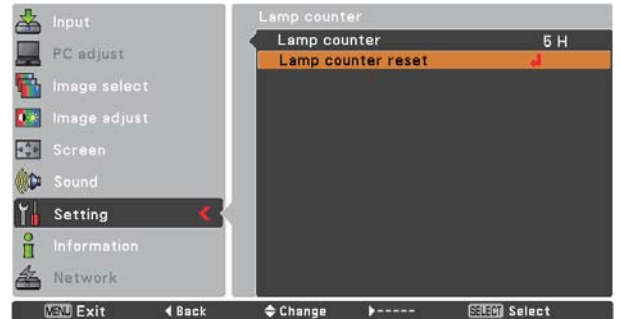 Input
PC adjust
Image select
Image adjust
Screen
Sound
Setting
Information
Network
Lamp counter
Lamp counter 5 H
Lamp counter reset
MENU Exit Back Change ----- SELECT Select